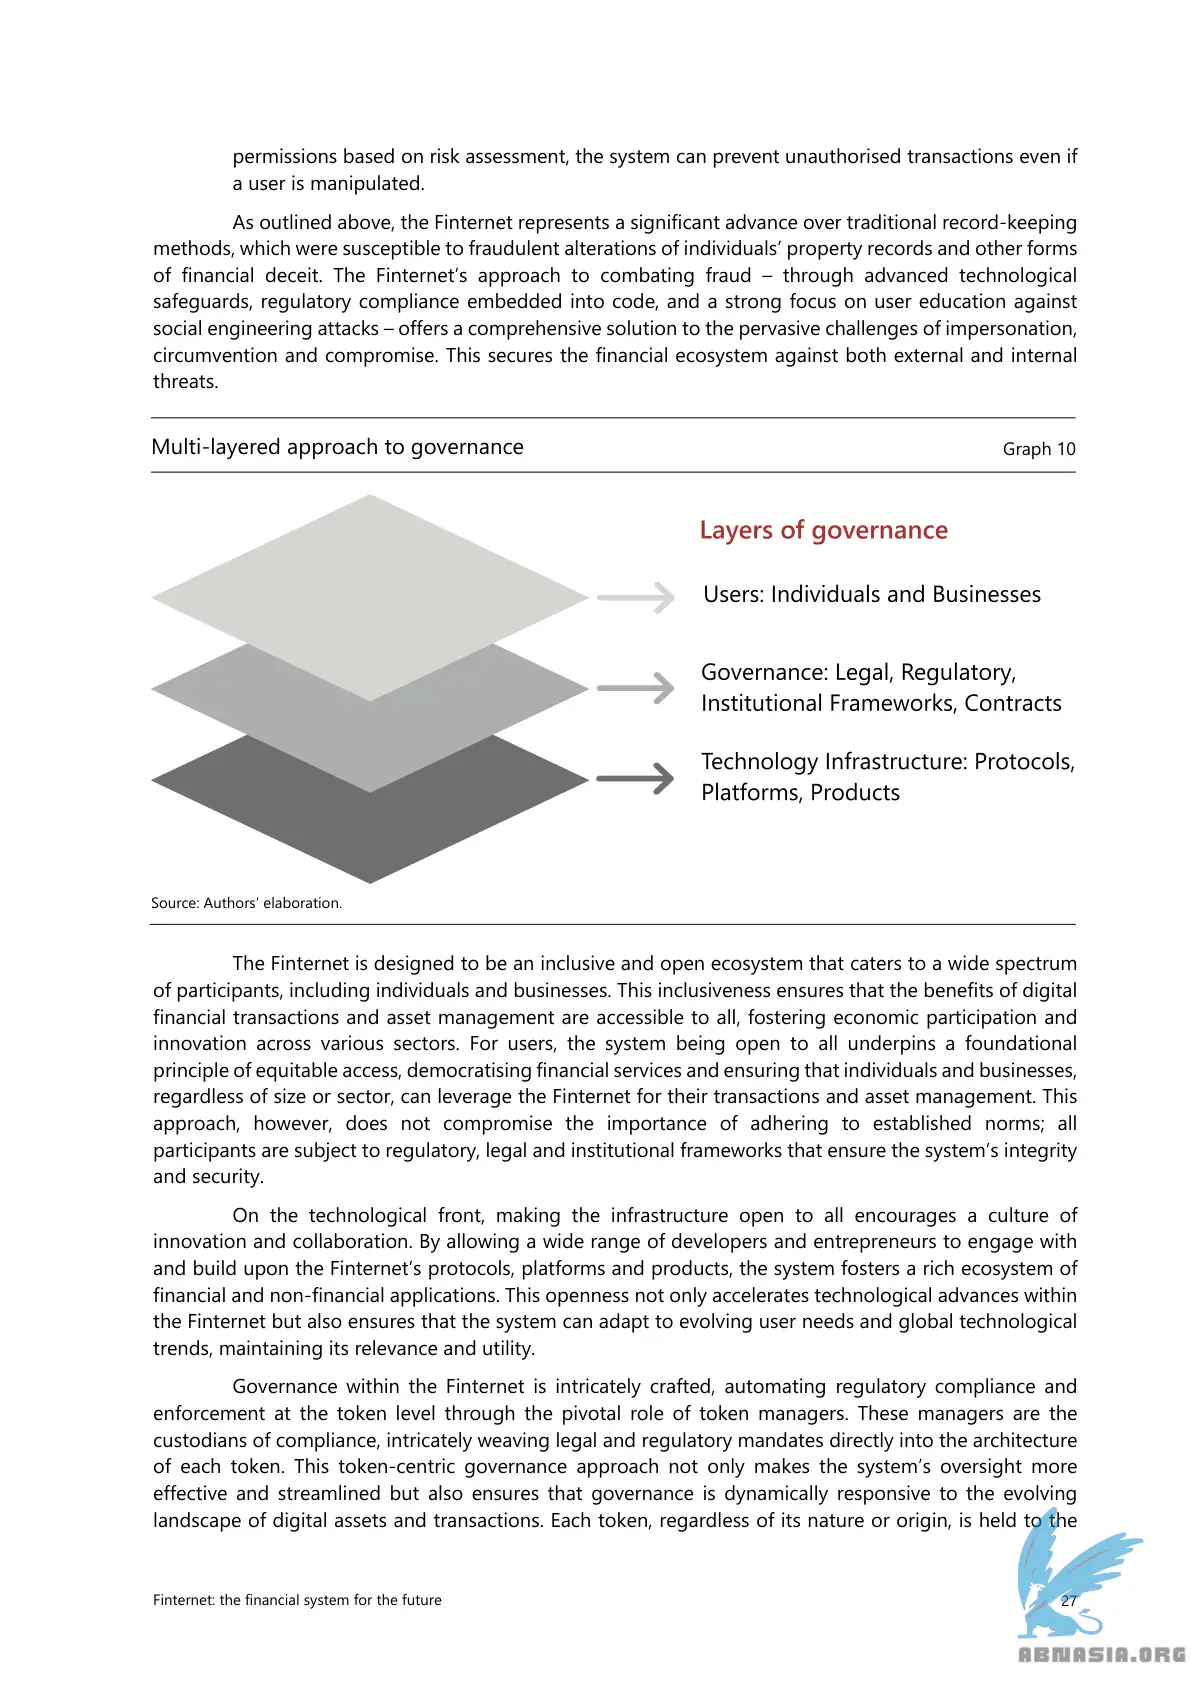 permissions based on risk assessment, the system can prevent unauthorised transactions even if
a user is manipulated.
As outlined above, the Finternet represents a significant advance over traditional record-keeping
methods, which were susceptible to fraudulent alterations of individuals’ property records and other forms
of financial deceit. The Finternet’s approach to combating fraud – through advanced technological
safeguards, regulatory compliance embedded into code, and a strong focus on user education against
social engineering attacks – offers a comprehensive solution to the pervasive challenges of impersonation,
circumvention and compromise. This secures the financial ecosystem against both external and internal
threats.
Multi-layered approach to governance
Graph 10
Layers of governance
Users: Individuals and Businesses
Governance: Legal, Regulatory,
Institutional Frameworks, Contracts
Technology Infrastructure: Protocols,
Platforms, Products
Source: Authors’ elaboration.
The Finternet is designed to be an inclusive and open ecosystem that caters to a wide spectrum
of participants, including individuals and businesses. This inclusiveness ensures that the benefits of digital
financial transactions and asset management are accessible to all, fostering economic participation and
innovation across various sectors. For users, the system being open to all underpins a foundational
principle of equitable access, democratising financial services and ensuring that individuals and businesses,
regardless of size or sector, can leverage the Finternet for their transactions and asset management. This
approach, however, does not compromise the importance of adhering to established norms; all
participants are subject to regulatory, legal and institutional frameworks that ensure the system’s integrity
and security.
On the technological front, making the infrastructure open to all encourages a culture of
innovation and collaboration. By allowing a wide range of developers and entrepreneurs to engage with
and build upon the Finternet’s protocols, platforms and products, the system fosters a rich ecosystem of
financial and non-financial applications. This openness not only accelerates technological advances within
the Finternet but also ensures that the system can adapt to evolving user needs and global technological
trends, maintaining its relevance and utility.
Governance within the Finternet is intricately crafted, automating regulatory compliance and
enforcement at the token level through the pivotal role of token managers. These managers are the
custodians of compliance, intricately weaving legal and regulatory mandates directly into the architecture
of each token. This token-centric governance approach not only makes the system’s oversight more
effective and streamlined but also ensures that governance is dynamically responsive to the evolving
landscape of digital assets and transactions. Each token, regardless of its nature or origin, is held to the
Finternet: the financial system for the future
27
ABNASIA.ORG